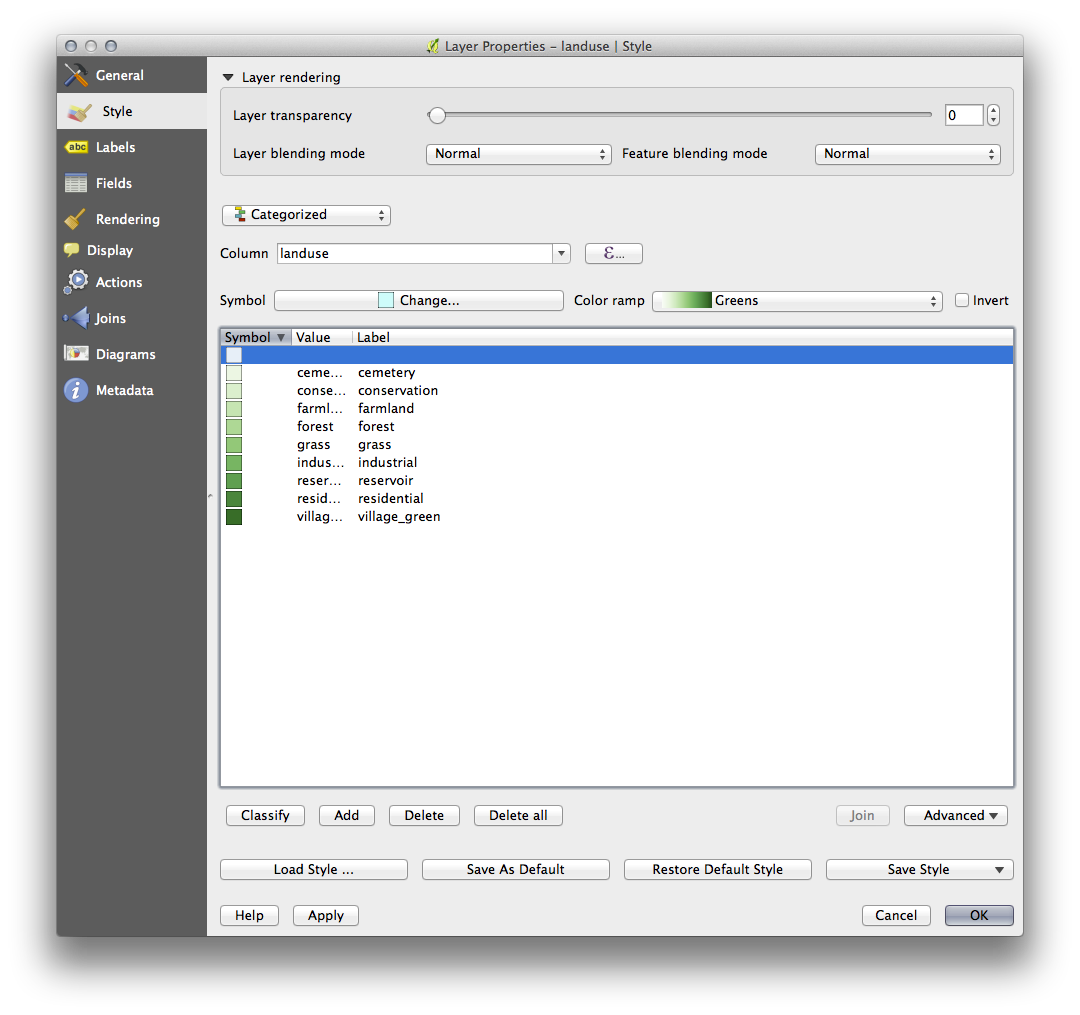 Layer Properties - landuse | Style
General
Style
abc Labels
Fields
Rendering
Display
Actions
Joins
Diagrams
i Metadata
Layer rendering
Layer transparency 0
Layer blending mode Normal Feature blending mode Normal
Categorized
Column landuse ε...
Symbol Change... Color ramp Greens Invert
Symbol Value Label
ceme... cemetery
conse... conservation
farml... farmland
forest forest
grass grass
indus... industrial
reser... reservoir
resid... residential
villag... village_green
Classify Add Delete Delete all Join Advanced
Load Style ... Save As Default Restore Default Style Save Style
Help Apply Cancel OK